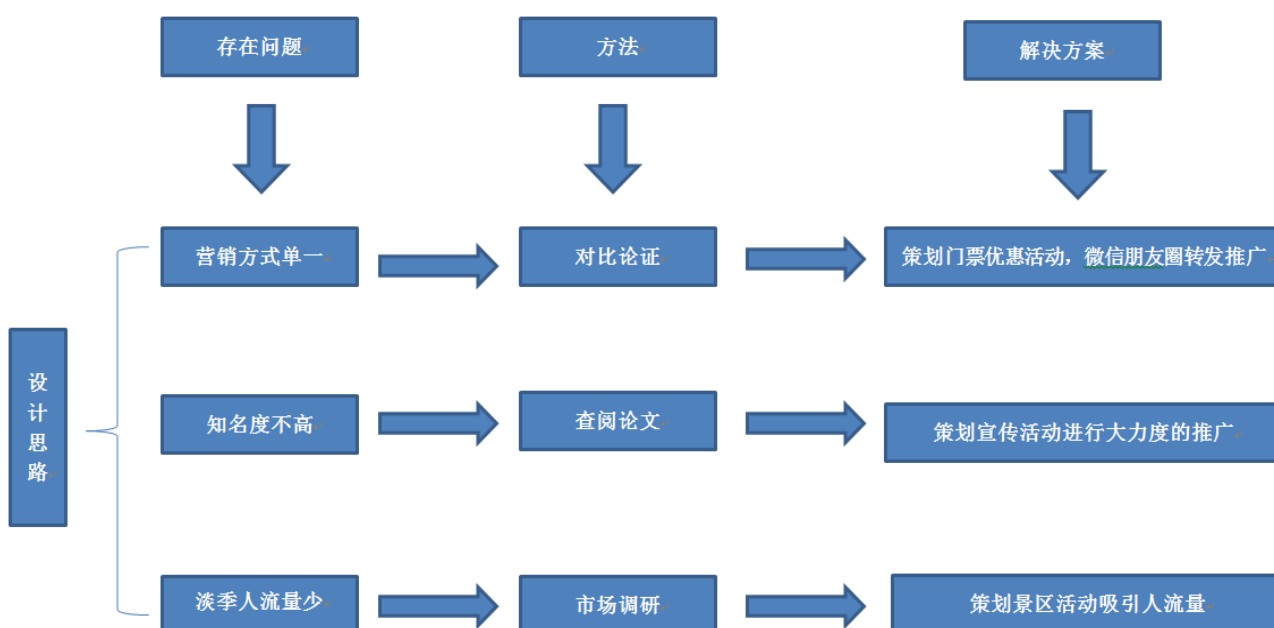 存在问题
方法
解决方案
营销方式单一
对比论证
策划门票优惠活动，微信朋友圈转发推广
设计思路
知名度不高
查阅论文
策划宣传活动进行大力度的推广
淡季人流量少
市场调研
策划景区活动吸引人流量